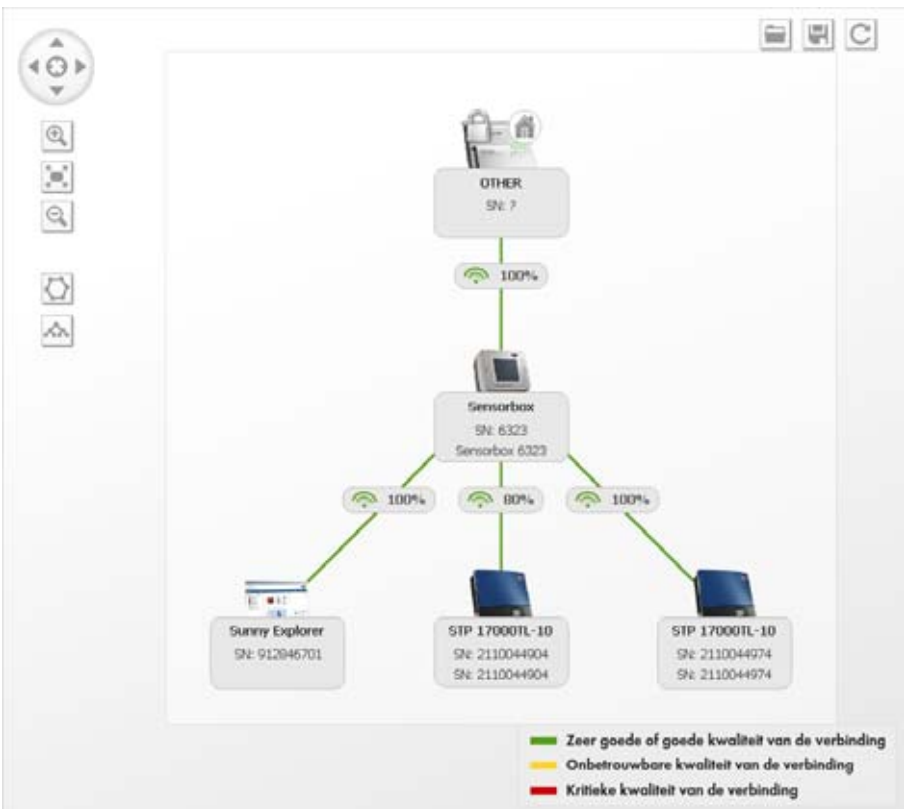 OTHER
SN: ?
100%
Sensorbox
SN: 6323
Sensorbox 6323
100%
80%
100%
Sunny Explorer
SN: 912846701
STP 17000TL-10
SN: 2110044904
SN: 2110044904
STP 17000TL-10
SN: 2110044974
SN: 2110044974
Zeer goede of goede kwaliteit van de verbinding
Onbetrouwbare kwaliteit van de verbinding
Kritieke kwaliteit van de verbinding